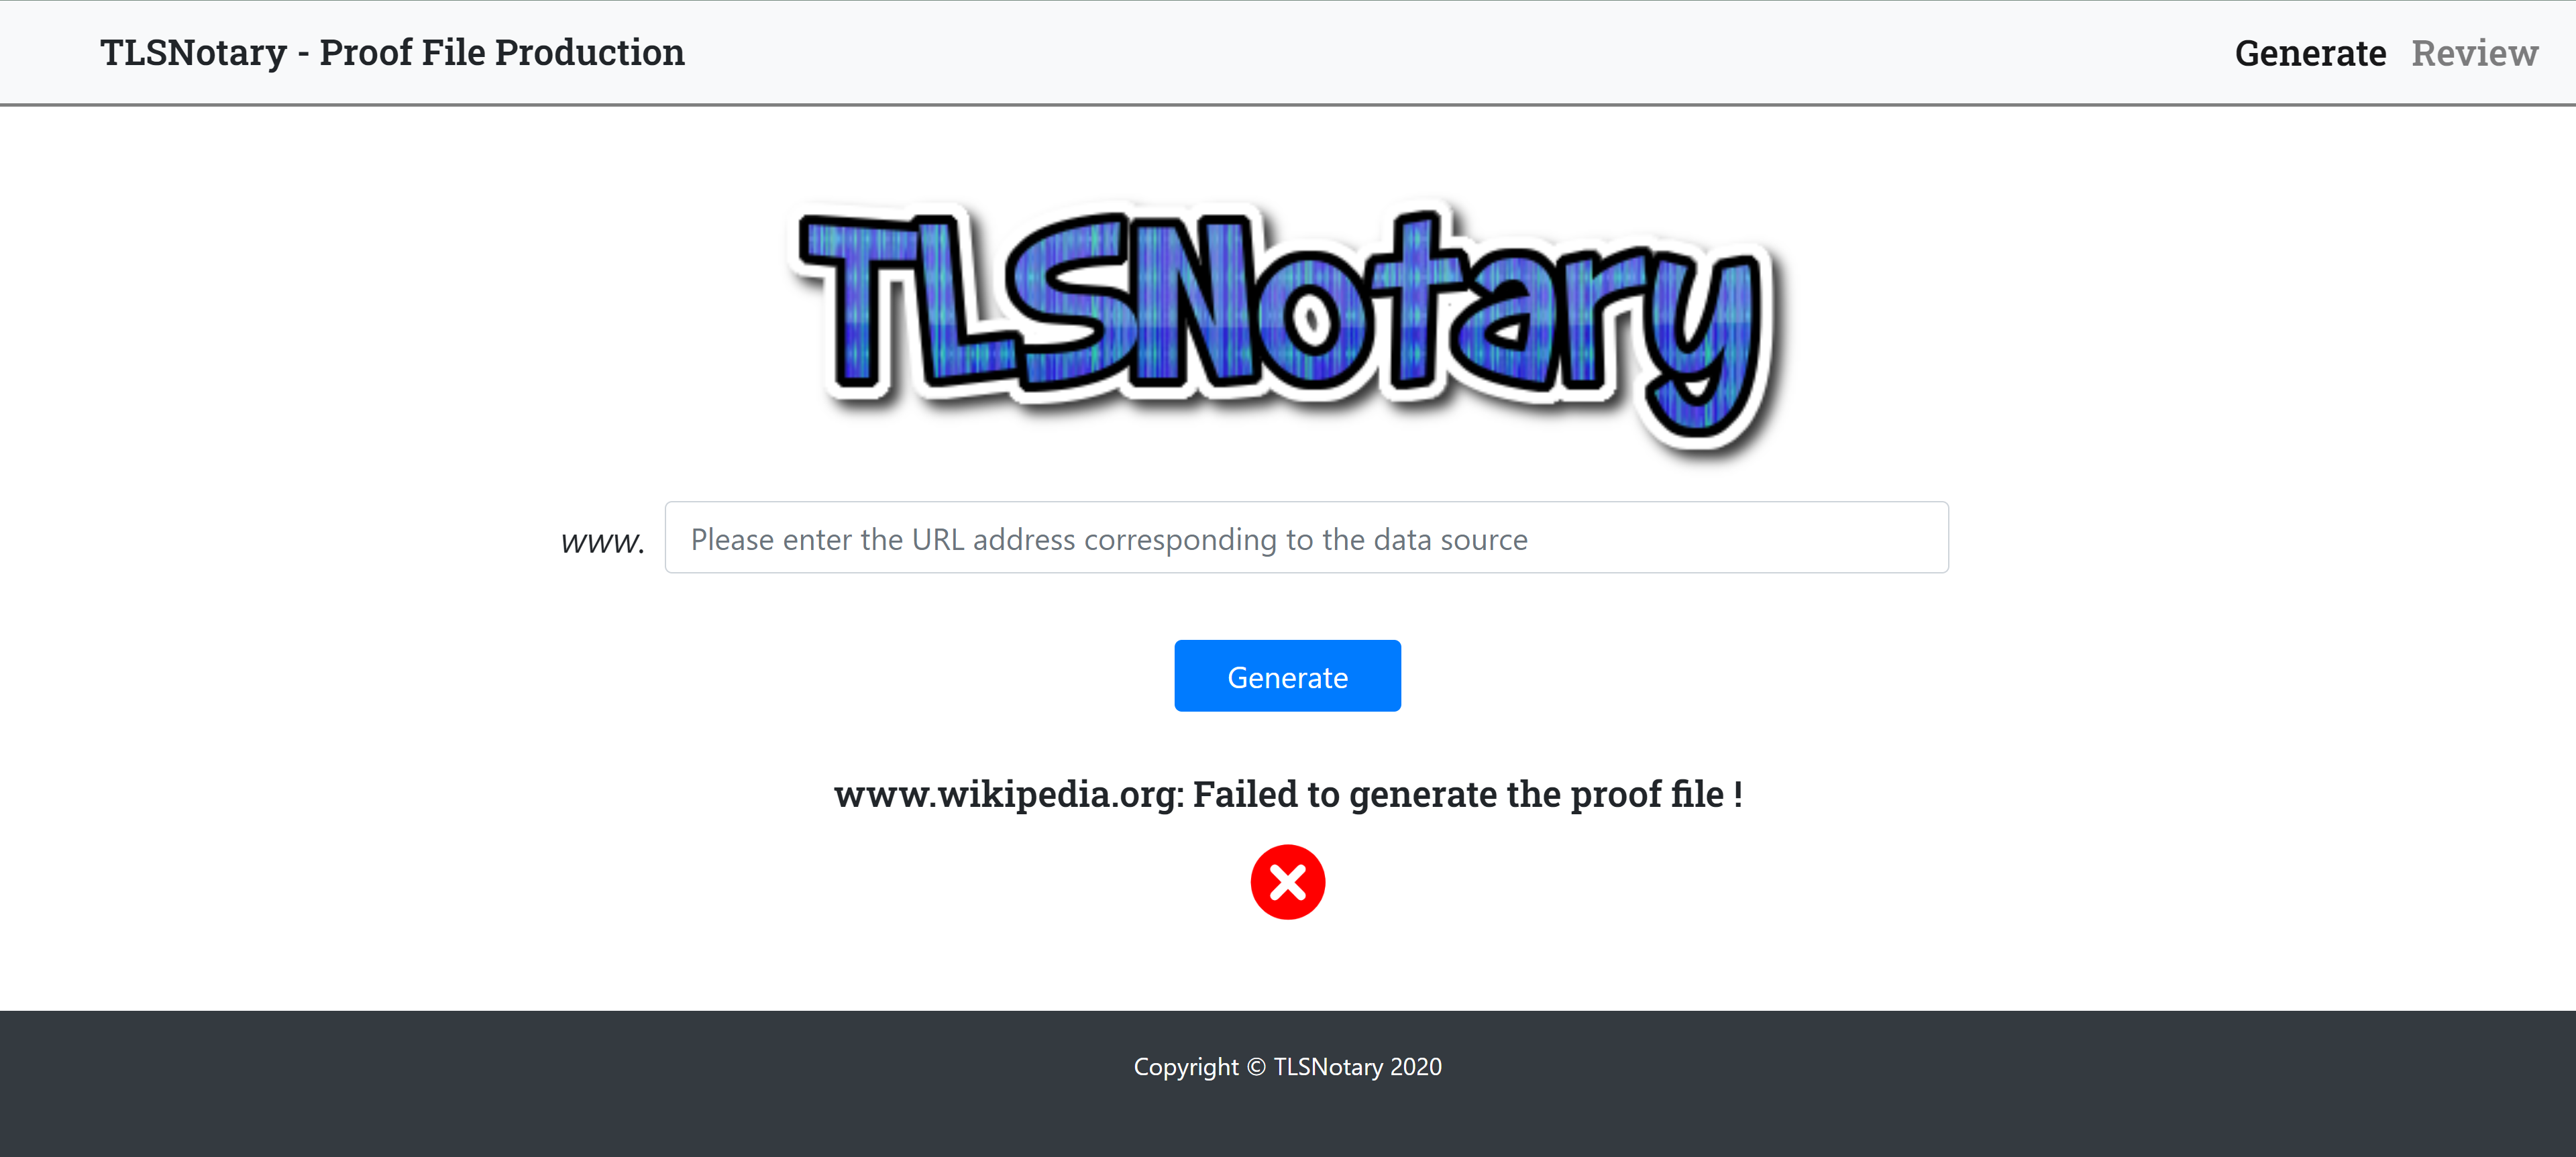 TLSNotary - Proof File Production
Generate Review
TLSNotary
www. Please enter the URL address corresponding to the data source
Generate
www.wikipedia.org: Failed to generate the proof file !
Copyright © TLSNotary 2020